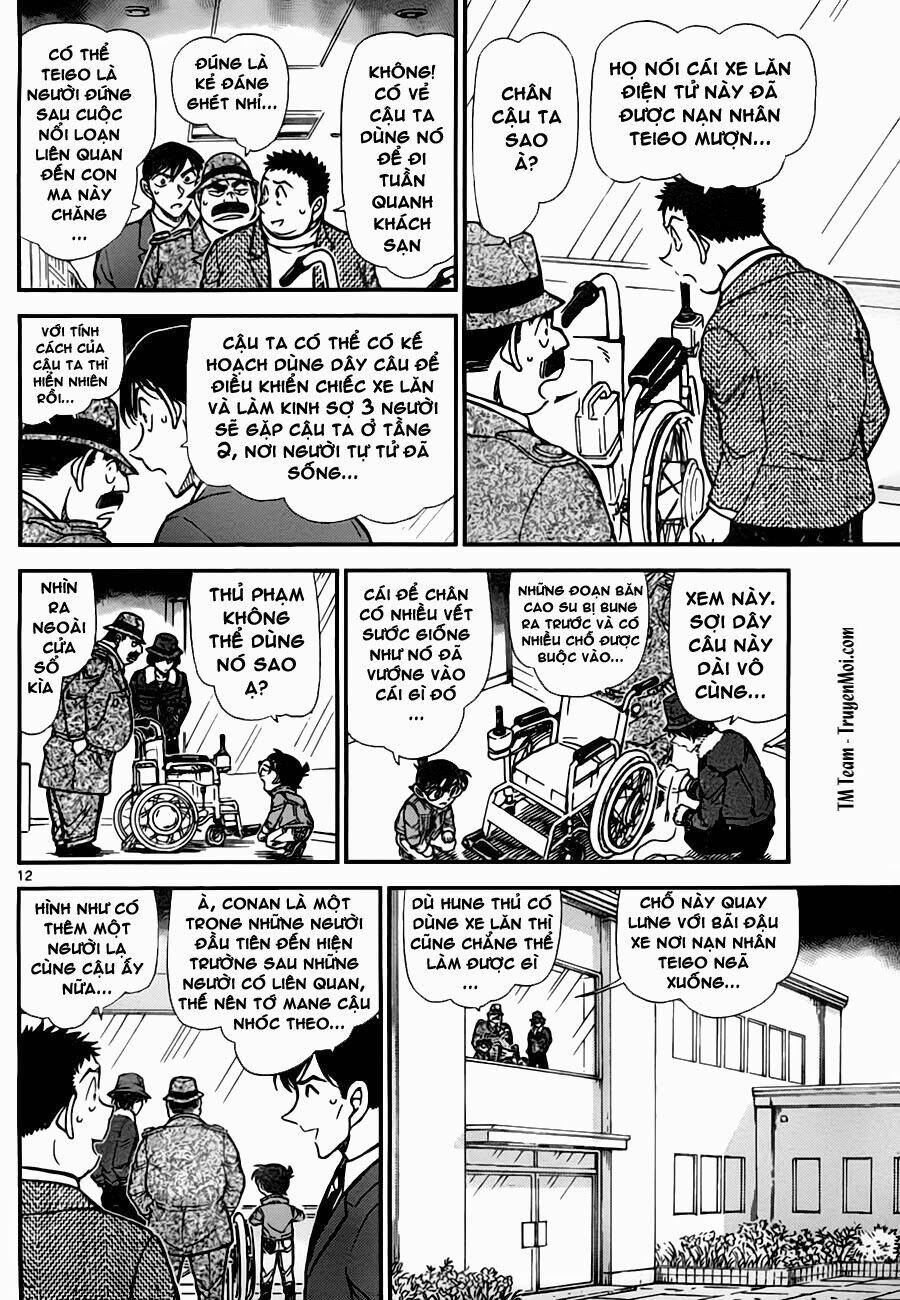 CÓ THỂ
TEIGO LÀ
NGƯỜI ĐỨNG
SAU CUỘC
NỔI LOẠN
LIÊN QUAN
ĐẾN CON
MA NÀY
CHĂNG
...
ĐÚNG LÀ
KẺ ĐÁNG
GHÉT NHỈ...
KHÔNG!
CÓ VẺ
CẬU TA
DÙNG NÓ
ĐỂ ĐI
TUẦN
QUANH
KHÁCH
SẠN
CHÂN
CẬU TA
SAO
À?
HỌ NÓI CÁI XE LĂN
ĐIỆN TỬ NÀY ĐÃ
ĐƯỢC NẠN NHÂN
TEIGO MƯỢN...
VỚI TÍNH
CÁCH CỦA
CẬU TA THÌ
HIỂN NHIÊN
RỒI...
CẬU TA CÓ THỂ CÓ KẾ
HOẠCH DÙNG DÂY CÂU ĐỂ
ĐIỀU KHIỂN CHIẾC XE LĂN
VÀ LÀM KINH SỢ 3 NGƯỜI
SẼ GẶP CẬU TA Ở TẦNG
2, NƠI NGƯỜI TỰ TỬ ĐÃ
SỐNG...
NHÌN
RA
NGOÀI
CỬA
SỔ
KÌA
THỦ PHẠM
KHÔNG
THỂ DÙNG
NÓ SAO
Ạ?
CÁI ĐỂ CHÂN
CÓ NHIỀU VẾT
SƯỚC GIỐNG
NHƯ NÓ ĐÃ
VƯỚNG VÀO
CÁI GÌ ĐÓ
...
NHỮNG ĐOẠN BĂN
CAO SU BỊ BUNG
RA TRƯỚC VÀ CÓ
NHIỀU CHỖ ĐƯỢC
BUỘC VÀO...
XEM NÀY.
SỢI DÂY
CÂU NÀY
DÀI VÔ
CÙNG...
TM Team - TruyenMoi.com
12
HÌNH NHƯ CÓ
THÊM MỘT
NGƯỜI LẠ
CÙNG CẬU ẤY
NỮA...
À, CONAN LÀ MỘT
TRONG NHỮNG NGƯỜI
ĐẦU TIÊN ĐẾN HIỆN
TRƯỜNG SAU NHỮNG
NGƯỜI CÓ LIÊN QUAN,
THẾ NÊN TỚ MANG CẬU
NHÓC THEO...
DÙ HUNG THỦ CÓ
DÙNG XE LĂN THÌ
CŨNG CHẲNG THỂ
LÀM ĐƯỢC GÌ
...
CHỖ NÀY QUAY
LƯNG VỚI BÃI ĐẬU
XE NƠI NẠN NHÂN
TEIGO NGÃ
XUỐNG...